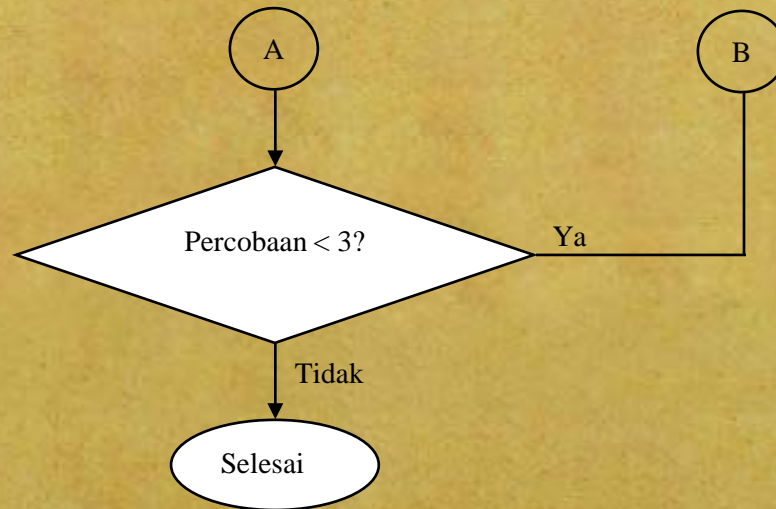 A
B
Percobaan < 3?
Ya
Tidak
Selesai